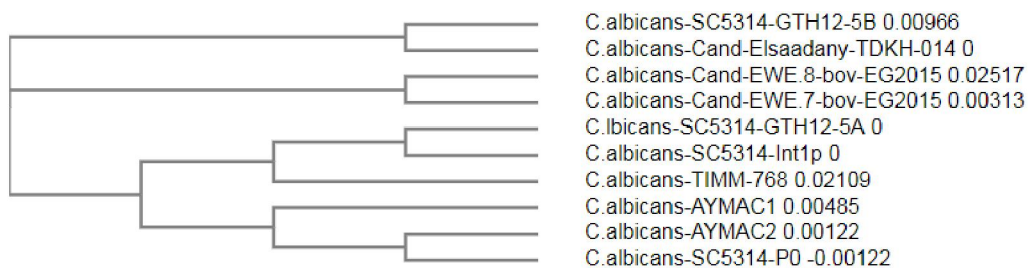 C.albicans-SC5314-GTH12-5B 0.00966
C.albicans-Cand-Elsaadany-TDKH-014 0
C.albicans-Cand-EWE.8-bov-EG2015 0.02517
C.albicans-Cand-EWE.7-bov-EG2015 0.00313
C.lbicans-SC5314-GTH12-5A 0
C.albicans-SC5314-Int1p 0
C.albicans-TIMM-768 0.02109
C.albicans-AYMAC1 0.00485
C.albicans-AYMAC2 0.00122
C.albicans-SC5314-P0 -0.00122